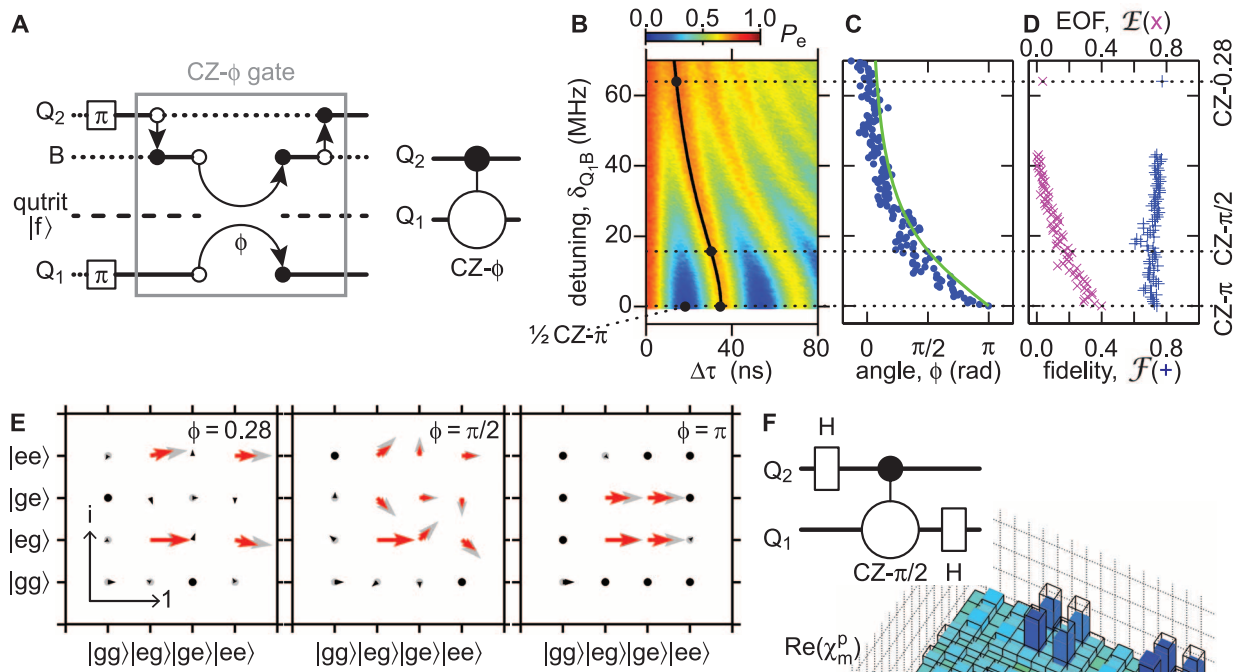 A
CZ-ϕ gate
Q2
π
B
qutrit
|f⟩
ϕ
Q1
π
Q2
Q1
CZ-ϕ
B
0.0 0.5 1.0
Pe
detuning, δQ1,B (MHz)
60
40
20
0
½ CZ-π
0 40 80
Δτ (ns)
C
0 π/2 π
angle, ϕ (rad)
D
EOF, ℰ(x)
0.0 0.4 0.8
0.0 0.4 0.8
fidelity, ℱ(+)
CZ-0.28
CZ-π/2
CZ-π
E
ϕ = 0.28
ϕ = π/2
ϕ = π
|ee⟩
|ge⟩
|eg⟩
|gg⟩
i
1
|gg⟩|eg⟩|ge⟩|ee⟩
|gg⟩|eg⟩|ge⟩|ee⟩
|gg⟩|eg⟩|ge⟩|ee⟩
F
H
Q2
Q1
CZ-π/2
H
Re(χᵖm)